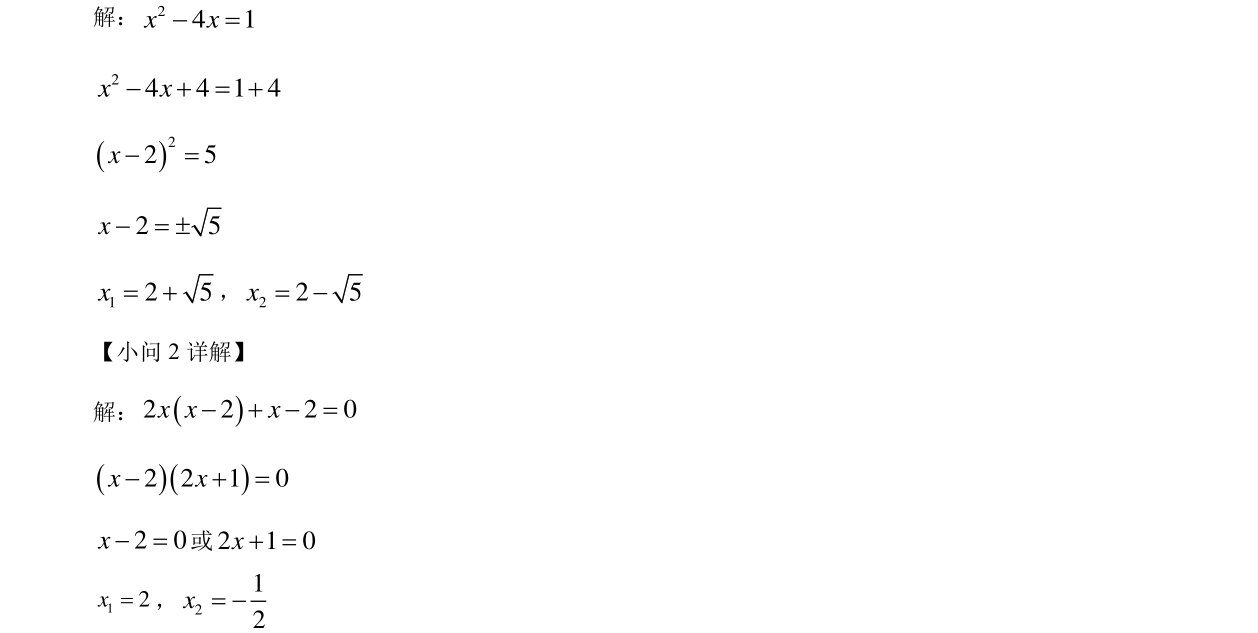 解： x² − 4x = 1
x² − 4x + 4 = 1 + 4
(x − 2)² = 5
x − 2 = ±√5
x₁ = 2 + √5， x₂ = 2 − √5
【小问 2 详解】
解： 2x(x − 2) + x − 2 = 0
(x − 2)(2x + 1) = 0
x − 2 = 0 或 2x + 1 = 0
x₁ = 2， x₂ = −1/2